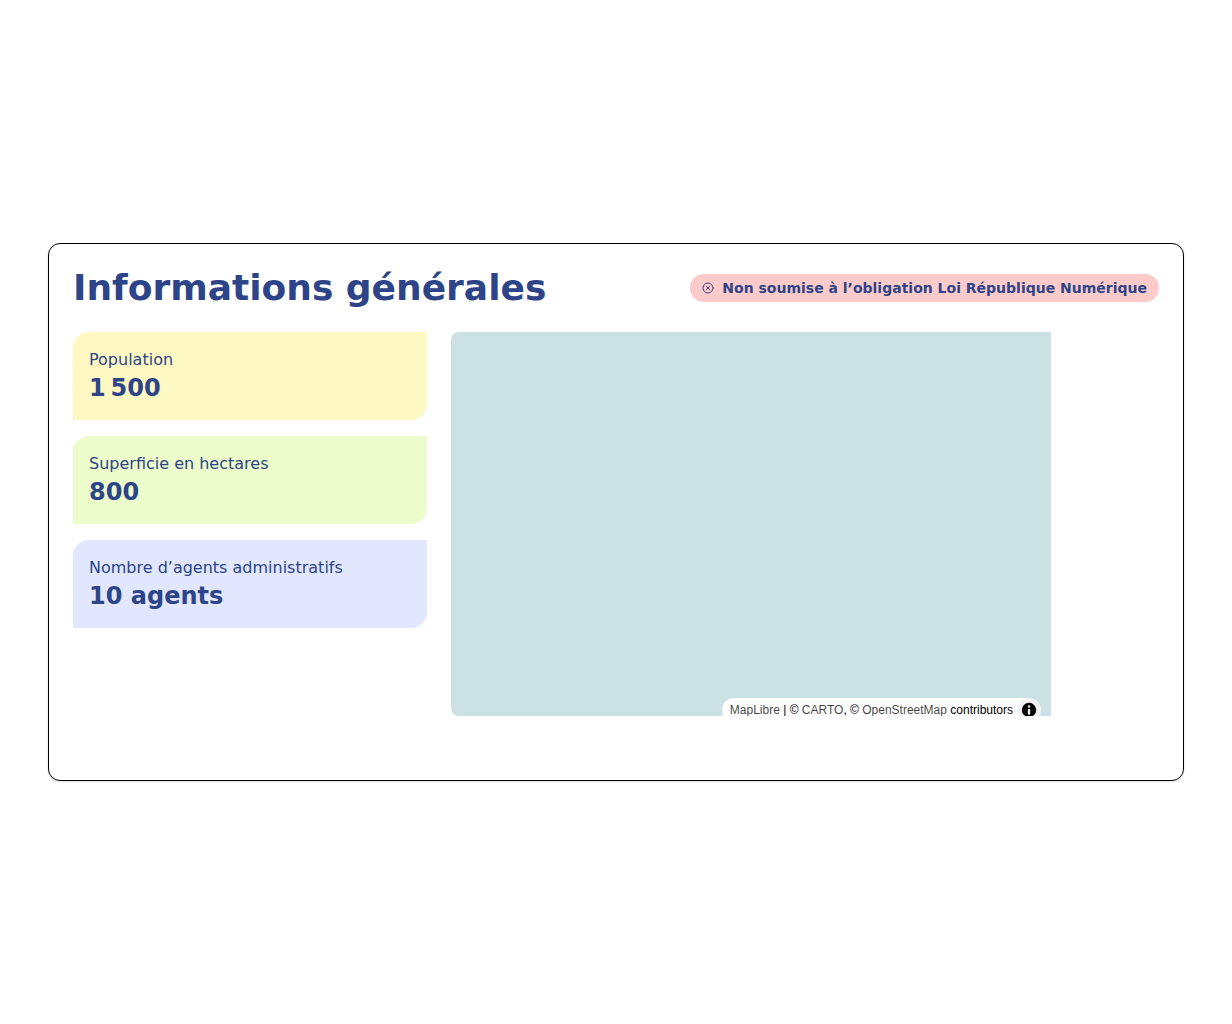 Informations générales
Non soumise à l’obligation Loi République Numérique
Population
1 500
Superficie en hectares
800
Nombre d’agents administratifs
10 agents
MapLibre | © CARTO, © OpenStreetMap contributors